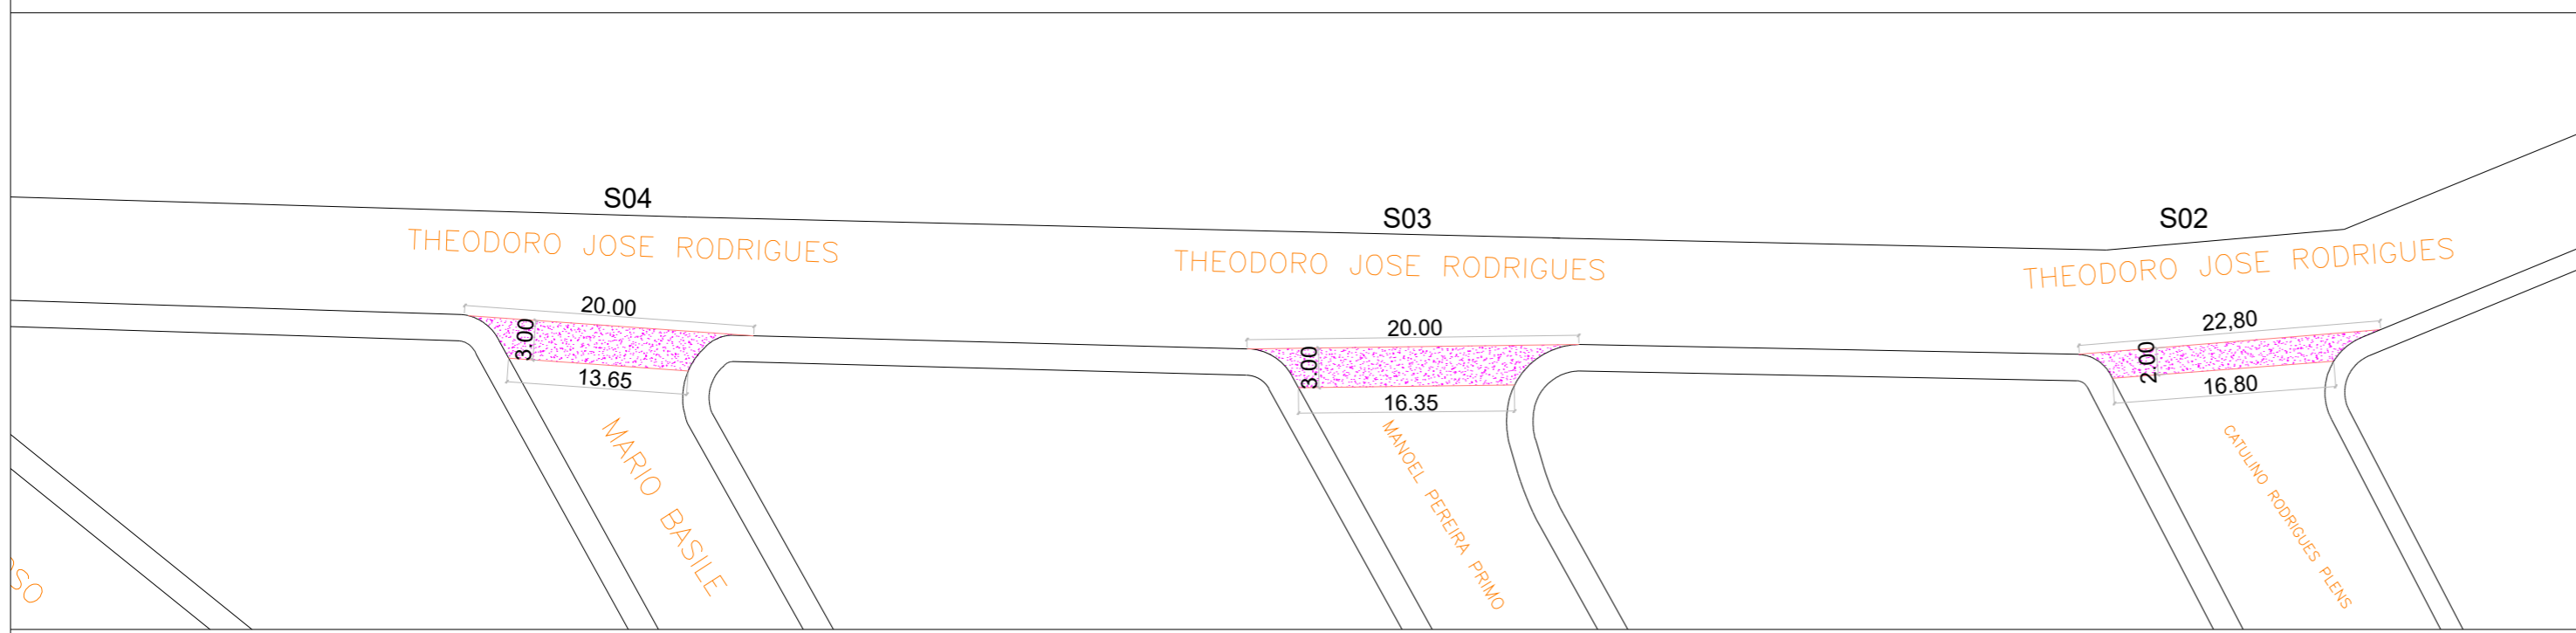 S04
S03
S02
THEODORO JOSE RODRIGUES
THEODORO JOSE RODRIGUES
THEODORO JOSE RODRIGUES
20.00
3.00
13.65
20.00
3.00
16.35
22,80
2.00
16.80
MARIO BASILE
MANOEL PEREIRA PRIMO
CATULINO RODRIGUES PLENS
SO